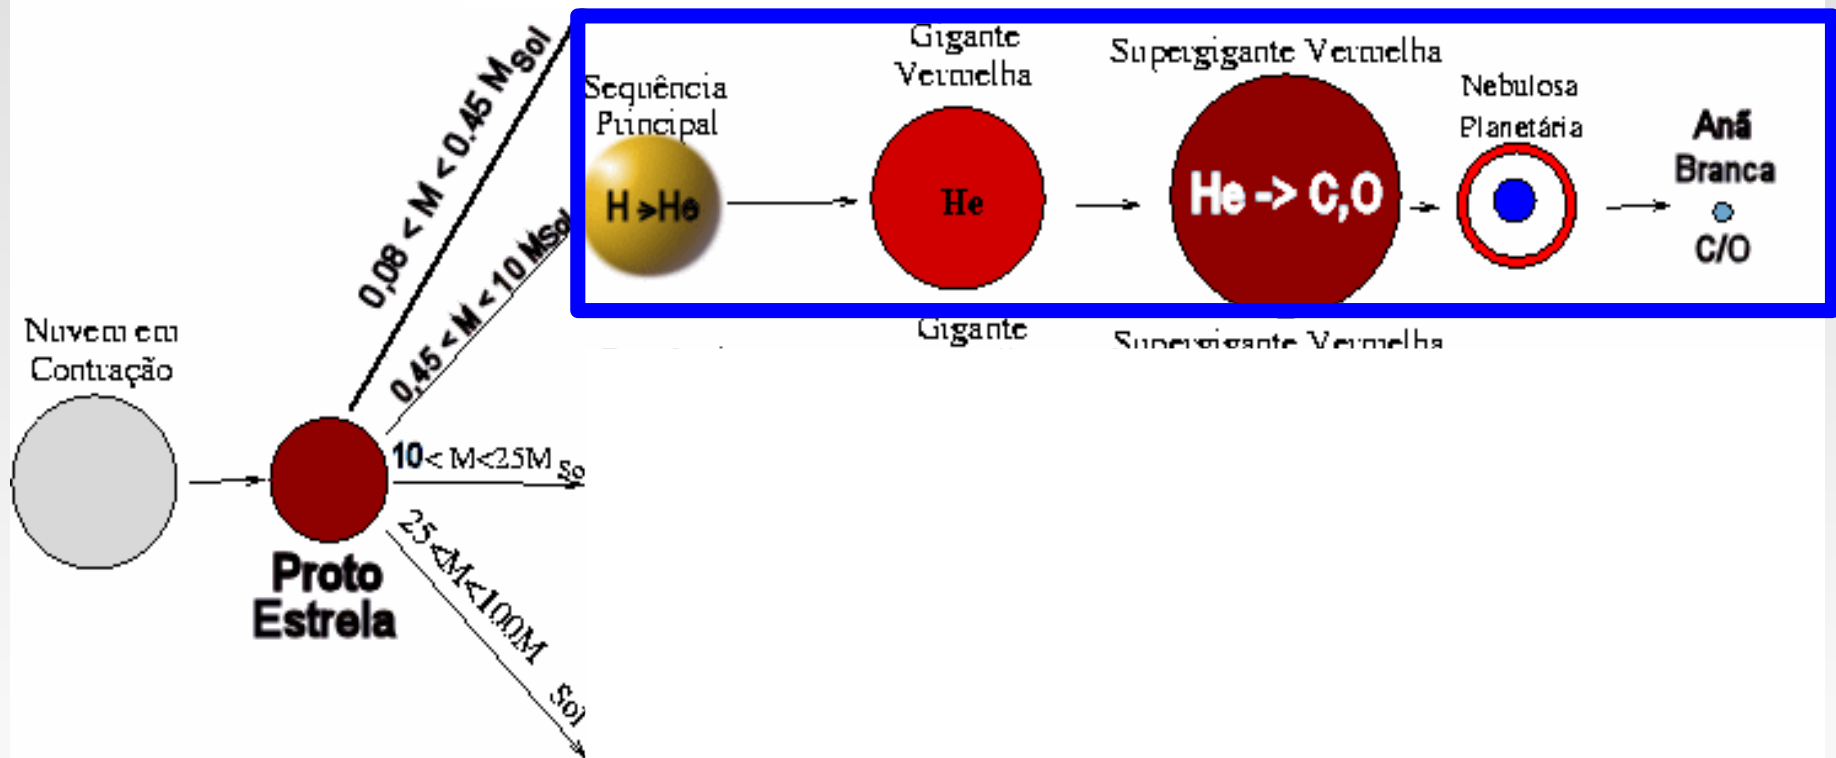 Nuvem em
Contração
Proto
Estrela
0,08 < M < 0.45 MSol
0,45 < M < 10 MSol
10< M<25M
25<M<100M
Sol
Sequência
Principal
H > He
Gigante
Vermelha
He
Supergigante Vermelha
He -> C,O
Nebulosa
Planetária
Anã
Branca
C/O
Gigante
Supergigante Vermelha